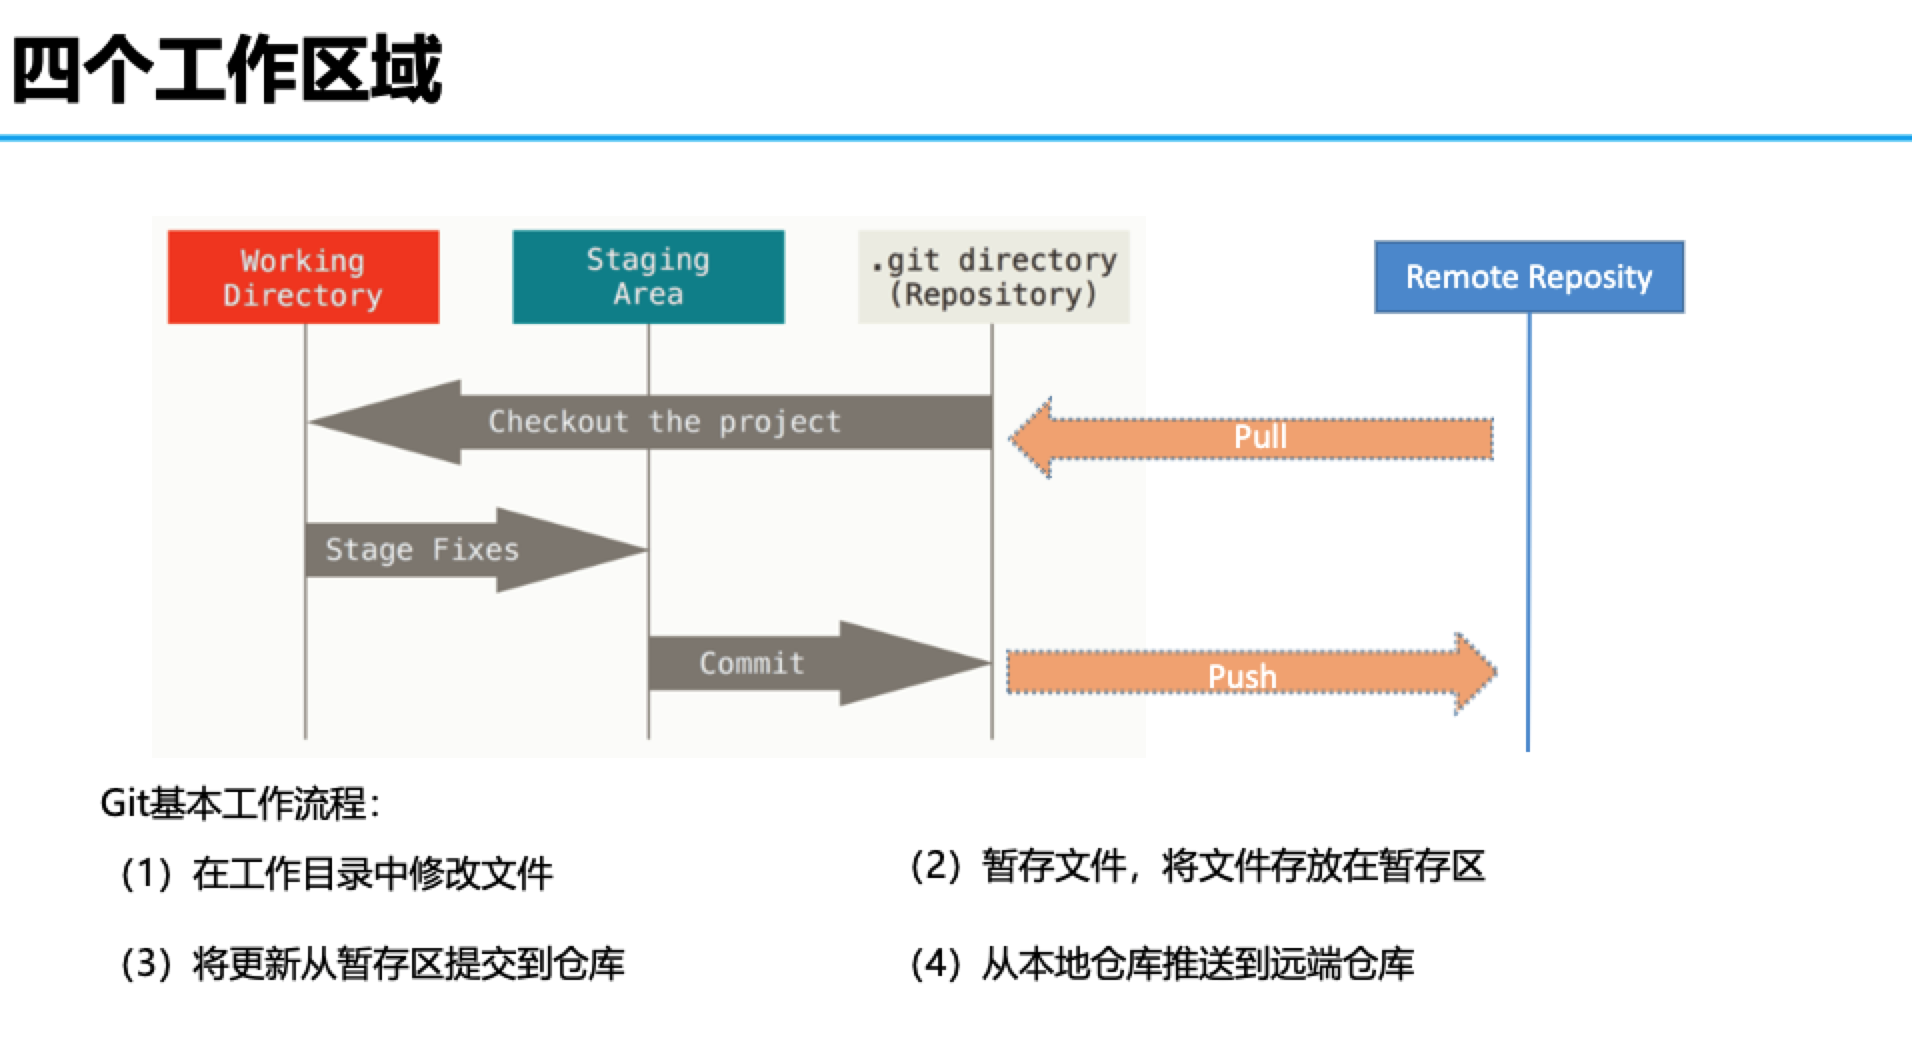 四个工作区域
Working
Directory
Staging
Area
.git directory
(Repository)
Remote Reposity
Checkout the project
Pull
Stage Fixes
Commit
Push
Git基本工作流程：
（1）在工作目录中修改文件
（2）暂存文件，将文件存放在暂存区
（3）将更新从暂存区提交到仓库
（4）从本地仓库推送到远端仓库